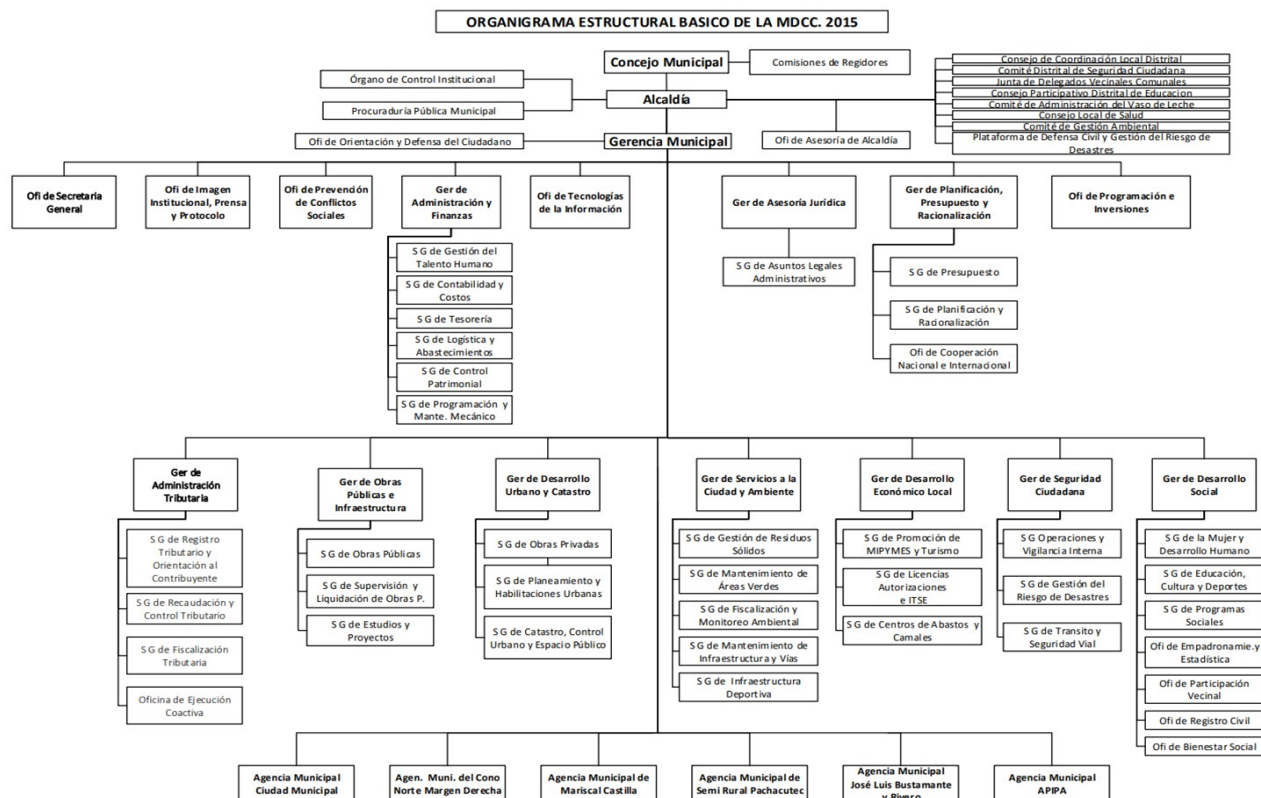 ORGANIGRAMA ESTRUCTURAL BASICO DE LA MDCC. 2015
Concejo Municipal
Comisiones de Regidores
Órgano de Control Institucional
Alcaldía
Procuraduría Pública Municipal
Consejo de Coordinación Local Distrital
Comité Distrital de Seguridad Ciudadana
Junta de Delegados Vecinales Comunales
Consejo Participativo Distrital de Educacion
Comité de Administración del Vaso de Leche
Consejo Local de Salud
Comité de Gestión Ambiental
Plataforma de Defensa Civil y Gestión del Riesgo de
Desastres
Ofi de Orientación y Defensa del Ciudadano
Gerencia Municipal
Ofi de Asesoría de Alcaldía
Ofi de Secretaria
General
Ofi de Imagen
Institucional, Prensa
y Protocolo
Ofi de Prevención
de Conflictos
Sociales
Ger de
Administración y
Finanzas
Ofi de Tecnologías
de la Información
Ger de Asesoría Jurídica
Ger de Planificación,
Presupuesto y
Racionalización
Ofi de Programación e
Inversiones
S G de Gestión del
Talento Humano
S G de Contabilidad y
Costos
S G de Tesorería
S G de Logística y
Abastecimientos
S G de Control
Patrimonial
S G de Programación y
Mante. Mecánico
S G de Asuntos Legales
Administrativos
S G de Presupuesto
S G de Planificación y
Racionalización
Ofi de Cooperación
Nacional e Internacional
Ger de
Administración
Tributaria
S G de Registro
Tributario y
Orientación al
Contribuyente
S G de Recaudación y
Control Tributario
S G de Fiscalización
Tributaria
Oficina de Ejecución
Coactiva
Ger de Obras
Públicas e
Infraestructura
S G de Obras Públicas
S G de Supervisión y
Liquidación de Obras P.
S G de Estudios y
Proyectos
Ger de Desarrollo
Urbano y Catastro
S G de Obras Privadas
S G de Planeamiento y
Habilitaciones Urbanas
S G de Catastro, Control
Urbano y Espacio Público
Ger de Servicios a la
Ciudad y Ambiente
S G de Gestión de Residuos
Sólidos
S G de Mantenimiento de
Áreas Verdes
S G de Fiscalización y
Monitoreo Ambiental
S G de Mantenimiento de
Infraestructura y Vías
S G de Infraestructura
Deportiva
Ger de Desarrollo
Económico Local
S G de Promoción de
MIPYMES y Turismo
S G de Licencias
Autorizaciones
e ITSE
S G de Centros de Abastos y
Camales
Ger de Seguridad
Ciudadana
S G Operaciones y
Vigilancia Interna
S G de Gestión del
Riesgo de Desastres
S G de Transito y
Seguridad Vial
Ger de Desarrollo
Social
S G de la Mujer y
Desarrollo Humano
S G de Educación,
Cultura y Deportes
S G de Programas
Sociales
Ofi de Empadronamie. y
Estadística
Ofi de Participación
Vecinal
Ofi de Registro Civil
Ofi de Bienestar Social
Agencia Municipal
Ciudad Municipal
Agen. Muni. del Cono
Norte Margen Derecha
Agencia Municipal de
Mariscal Castilla
Agencia Municipal de
Semi Rural Pachacutec
Agencia Municipal
José Luis Bustamante
y Rivero
Agencia Municipal
APIPA